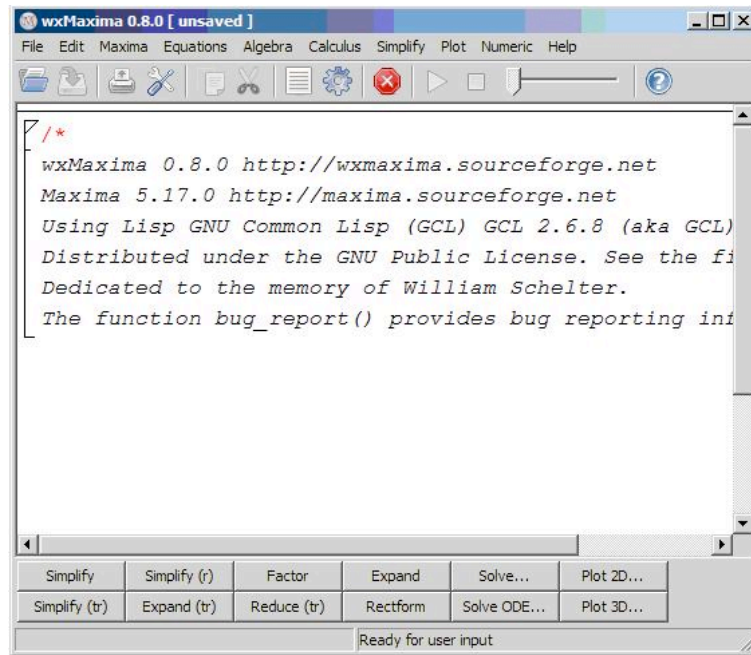 wxMaxima 0.8.0 [ unsaved ]
File Edit Maxima Equations Algebra Calculus Simplify Plot Numeric Help
/*
wxMaxima 0.8.0 http://wxmaxima.sourceforge.net
Maxima 5.17.0 http://maxima.sourceforge.net
Using Lisp GNU Common Lisp (GCL) GCL 2.6.8 (aka GCL)
Distributed under the GNU Public License. See the fi
Dedicated to the memory of William Schelter.
The function bug_report() provides bug reporting inf
Simplify Simplify (r) Factor Expand Solve... Plot 2D...
Simplify (tr) Expand (tr) Reduce (tr) Rectform Solve ODE... Plot 3D...
Ready for user input